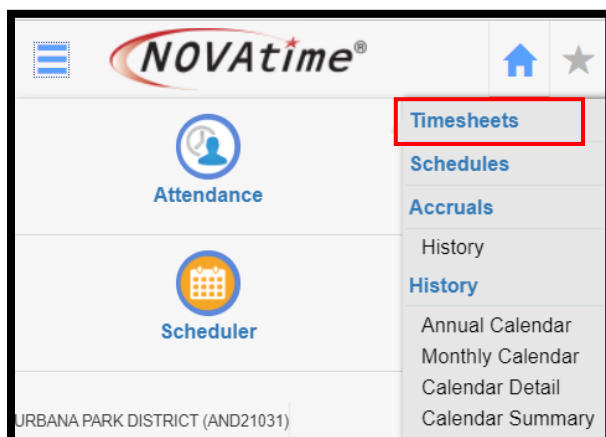 NOVAtime®
Timesheets
Attendance
Schedules
Accruals
History
History
Scheduler
Annual Calendar
Monthly Calendar
Calendar Detail
Calendar Summary
URBANA PARK DISTRICT (AND21031)